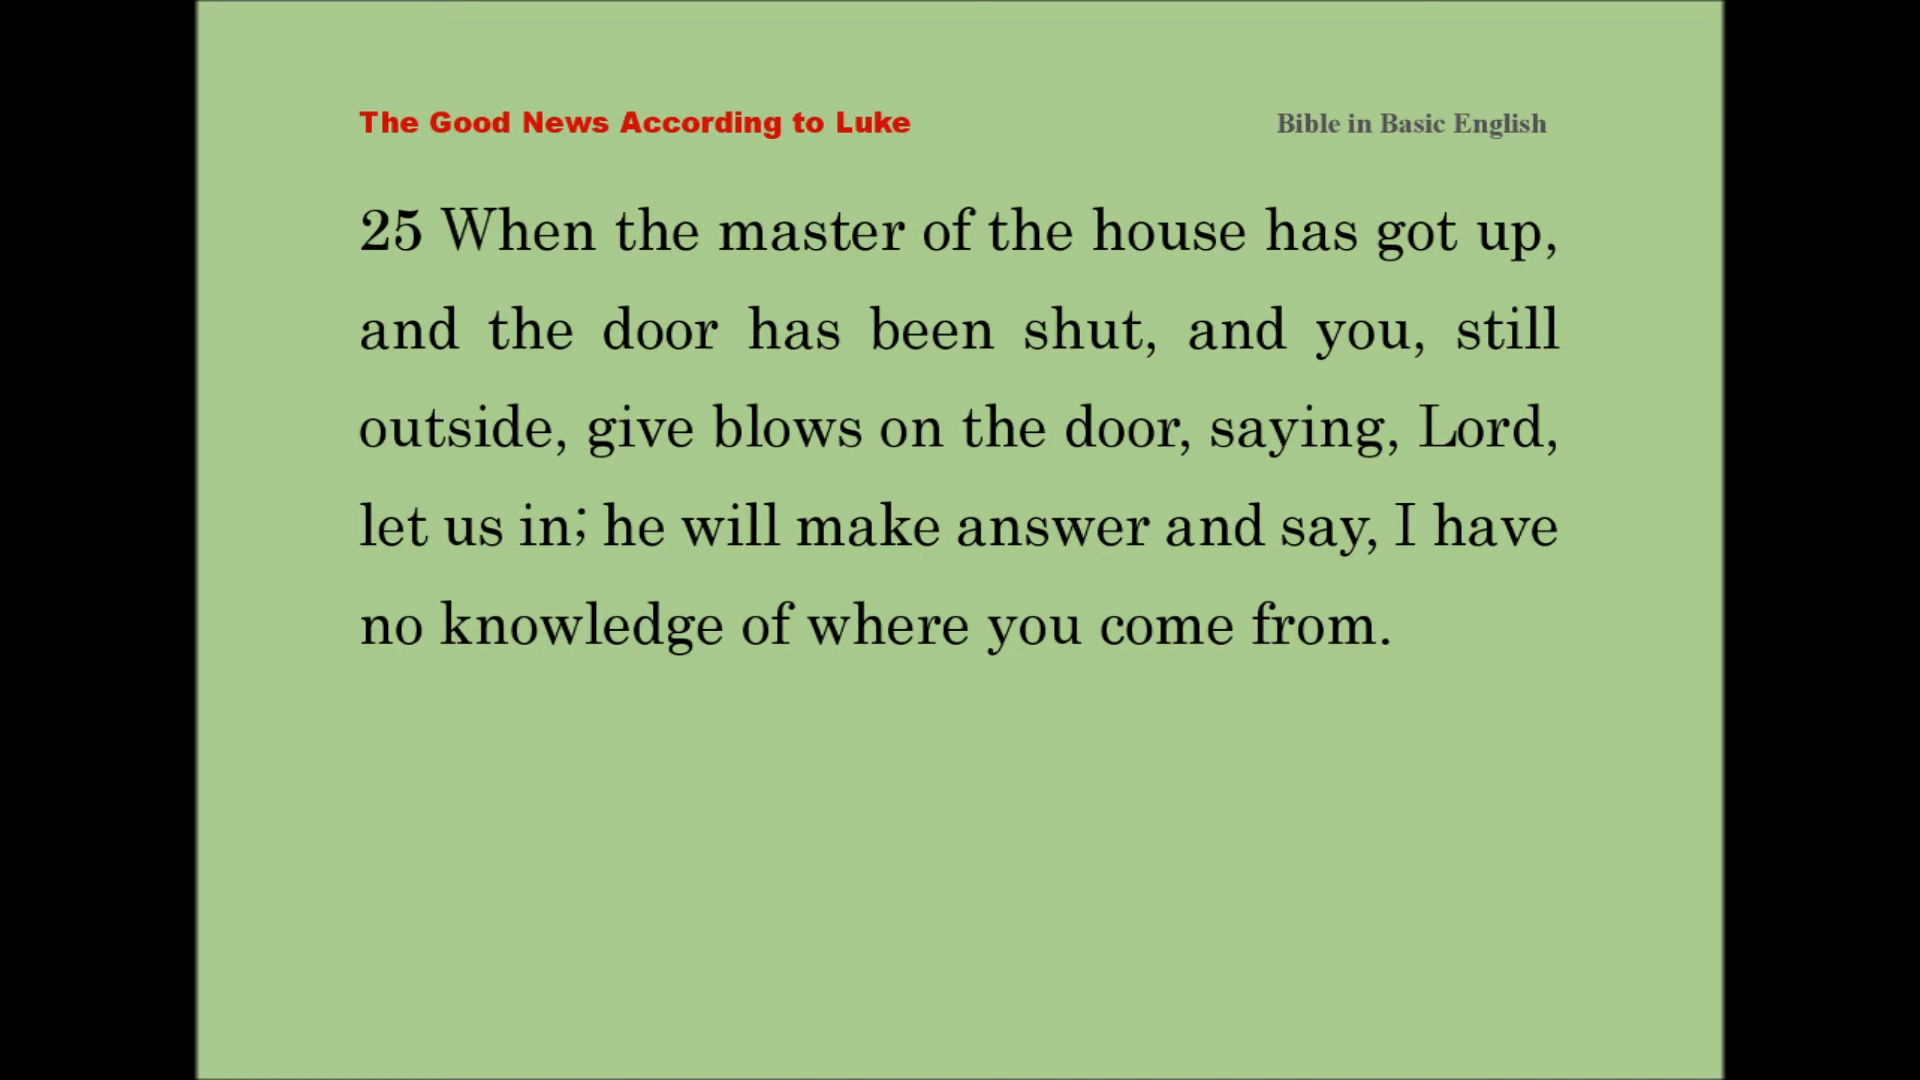 The Good News According to Luke Bible in Basic English
25 When the master of the house has got up,
and the door has been shut, and you, still
outside, give blows on the door, saying, Lord,
let us in; he will make answer and say, I have
no knowledge of where you come from.